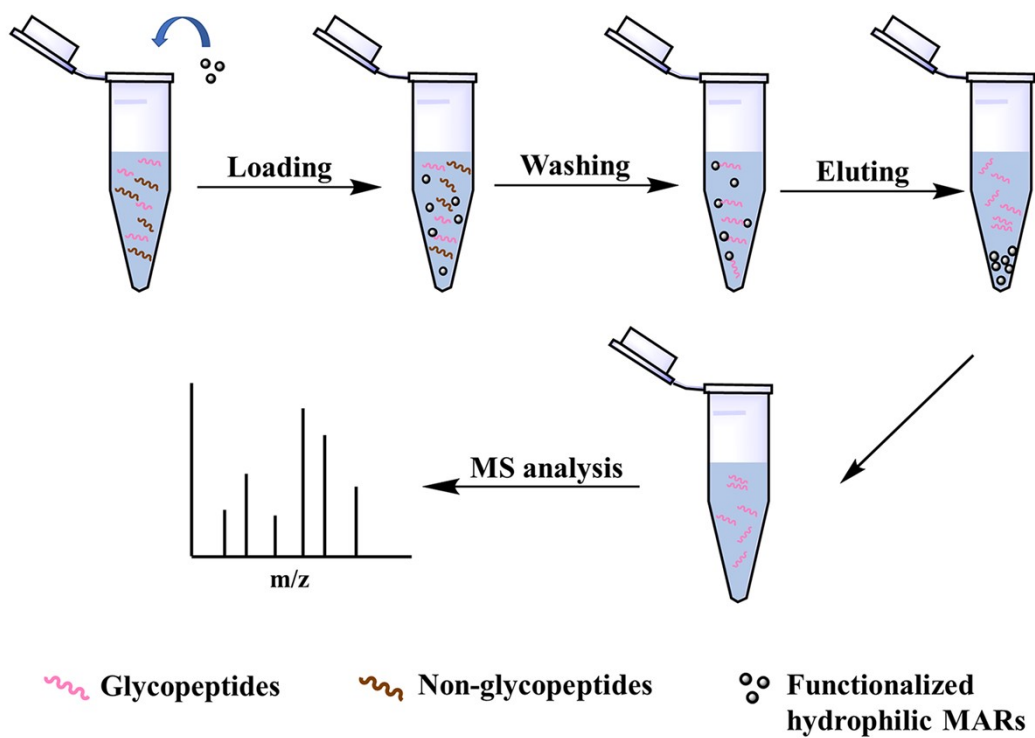 Loading
Washing
Eluting
MS analysis
m/z
Glycopeptides
Non-glycopeptides
Functionalized
hydrophilic MARs